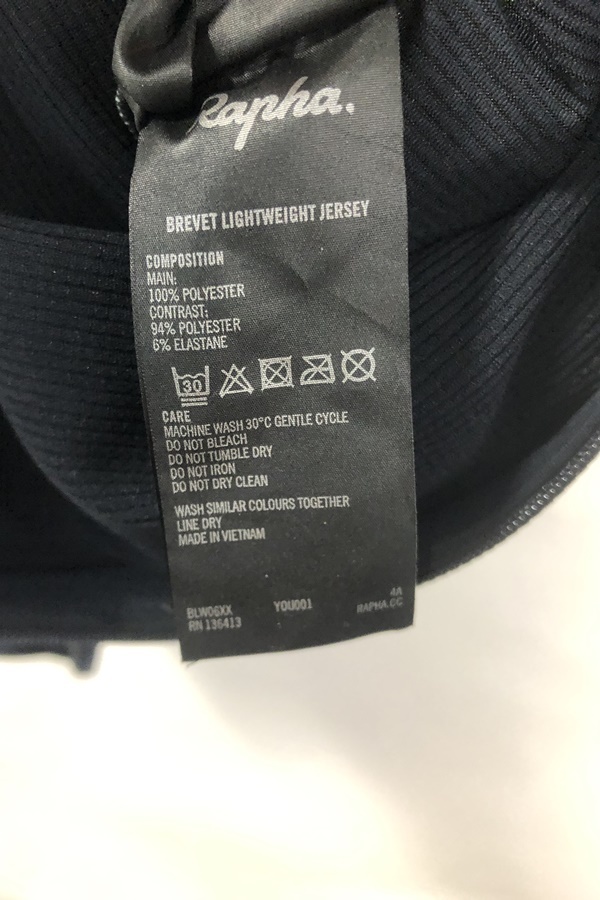 Rapha.
BREVET LIGHTWEIGHT JERSEY
COMPOSITION
MAIN:
100% POLYESTER
CONTRAST:
94% POLYESTER
6% ELASTANE
30
CARE
MACHINE WASH 30°C GENTLE CYCLE
DO NOT BLEACH
DO NOT TUMBLE DRY
DO NOT IRON
DO NOT DRY CLEAN
WASH SIMILAR COLOURS TOGETHER
LINE DRY
MADE IN VIETNAM
BLW06XX YOU001 4A
RN 136413 RAPHA.CC